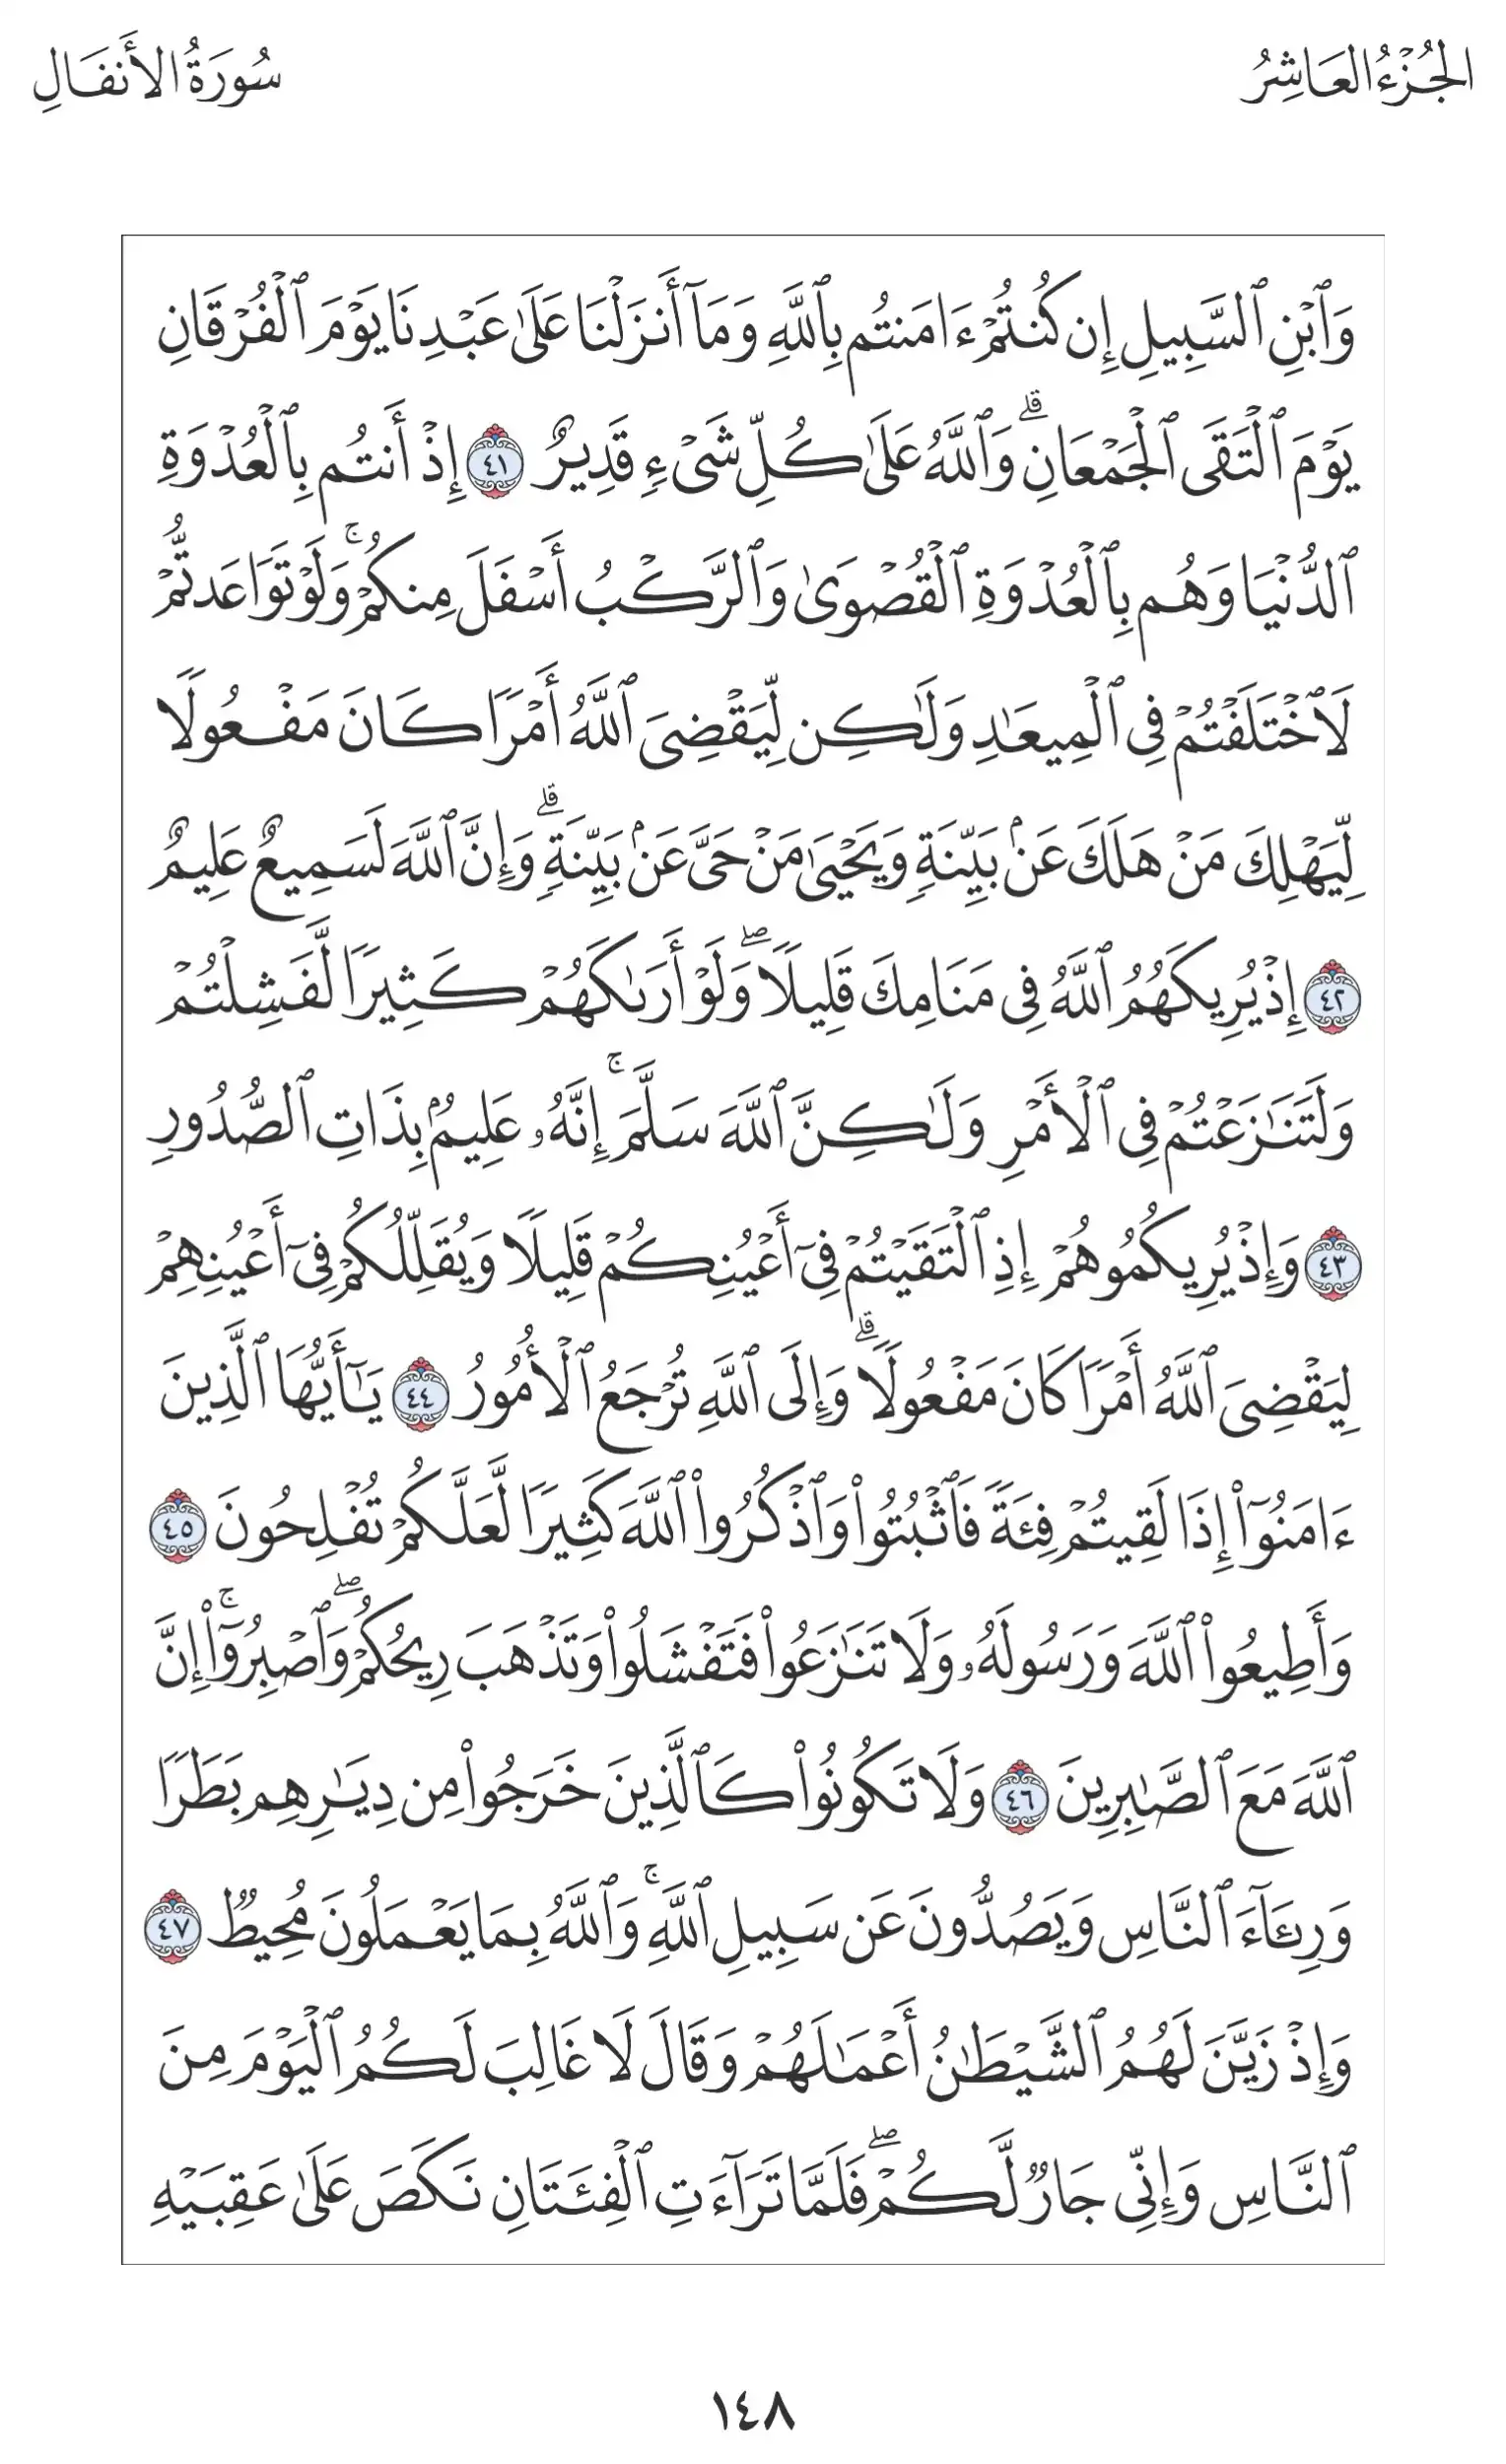 الجُزْءُ العَاشِرُ
سُورَةُ الأَنفَالِ
وَٱبْنِ ٱلسَّبِيلِ إِن كُنتُمْ ءَامَنتُم بِٱللَّهِ وَمَآ أَنزَلْنَا عَلَىٰ عَبْدِنَا يَوْمَ ٱلْفُرْقَانِ
يَوْمَ ٱلْتَقَى ٱلْجَمْعَانِ ۗ وَٱللَّهُ عَلَىٰ كُلِّ شَىْءٍ قَدِيرٌ ٤١ إِذْ أَنتُم بِٱلْعُدْوَةِ
ٱلدُّنْيَا وَهُم بِٱلْعُدْوَةِ ٱلْقُصْوَىٰ وَٱلرَّكْبُ أَسْفَلَ مِنكُمْ ۚ وَلَوْ تَوَاعَدتُّمْ
لَٱخْتَلَفْتُمْ فِى ٱلْمِيعَـٰدِ وَلَـٰكِن لِّيَقْضِىَ ٱللَّهُ أَمْرًا كَانَ مَفْعُولًا
لِّيَهْلِكَ مَنْ هَلَكَ عَنۢ بَيِّنَةٍ وَيَحْيَىٰ مَنْ حَىَّ عَنۢ بَيِّنَةٍ ۗ وَإِنَّ ٱللَّهَ لَسَمِيعٌ عَلِيمٌ
٤٢ إِذْ يُرِيكَهُمُ ٱللَّهُ فِى مَنَامِكَ قَلِيلًا ۖ وَلَوْ أَرَىٰكَهُمْ كَثِيرًا لَّفَشِلْتُمْ
وَلَتَنَـٰزَعْتُمْ فِى ٱلْأَمْرِ وَلَـٰكِنَّ ٱللَّهَ سَلَّمَ ۚ إِنَّهُۥ عَلِيمٌۢ بِذَاتِ ٱلصُّدُورِ
٤٣ وَإِذْ يُرِيكُمُوهُمْ إِذِ ٱلْتَقَيْتُمْ فِىٓ أَعْيُنِكُمْ قَلِيلًا وَيُقَلِّلُكُمْ فِىٓ أَعْيُنِهِمْ
لِيَقْضِىَ ٱللَّهُ أَمْرًا كَانَ مَفْعُولًا ۗ وَإِلَى ٱللَّهِ تُرْجَعُ ٱلْأُمُورُ ٤٤ يَـٰٓأَيُّهَا ٱلَّذِينَ
ءَامَنُوٓا۟ إِذَا لَقِيتُمْ فِئَةً فَٱثْبُتُوا۟ وَٱذْكُرُوا۟ ٱللَّهَ كَثِيرًا لَّعَلَّكُمْ تُفْلِحُونَ ٤٥
وَأَطِيعُوا۟ ٱللَّهَ وَرَسُولَهُۥ وَلَا تَنَـٰزَعُوا۟ فَتَفْشَلُوا۟ وَتَذْهَبَ رِيحُكُمْ ۖ وَٱصْبِرُوٓا۟ ۚ إِنَّ
ٱللَّهَ مَعَ ٱلصَّـٰبِرِينَ ٤٦ وَلَا تَكُونُوا۟ كَٱلَّذِينَ خَرَجُوا۟ مِن دِيَـٰرِهِم بَطَرًا
وَرِئَآءَ ٱلنَّاسِ وَيَصُدُّونَ عَن سَبِيلِ ٱللَّهِ ۚ وَٱللَّهُ بِمَا يَعْمَلُونَ مُحِيطٌ ٤٧
وَإِذْ زَيَّنَ لَهُمُ ٱلشَّيْطَـٰنُ أَعْمَـٰلَهُمْ وَقَالَ لَا غَالِبَ لَكُمُ ٱلْيَوْمَ مِنَ
ٱلنَّاسِ وَإِنِّى جَارٌ لَّكُمْ ۖ فَلَمَّا تَرَآءَتِ ٱلْفِئَتَانِ نَكَصَ عَلَىٰ عَقِبَيْهِ
١٤٨